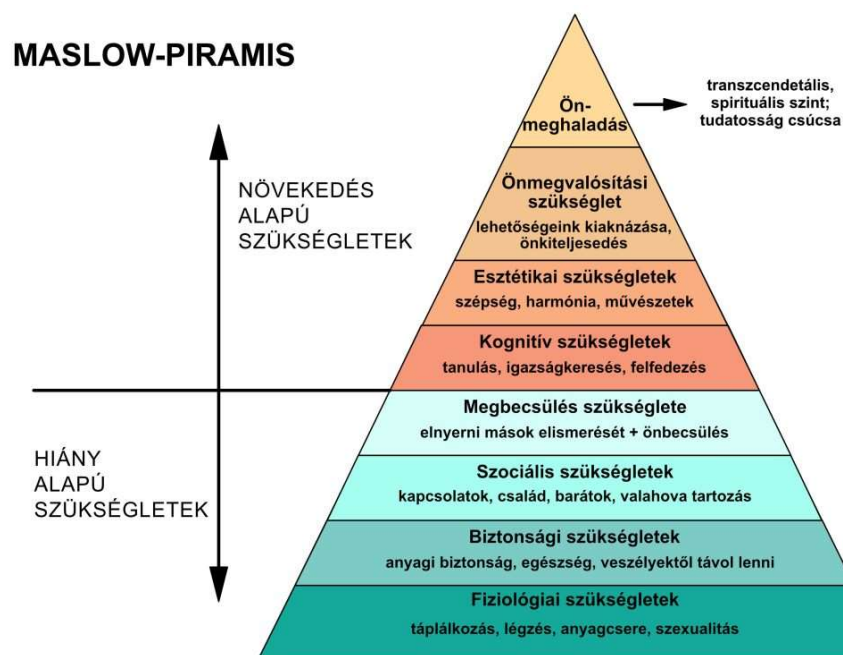 MASLOW-PIRAMIS
Ön-
meghaladás
transzcendetális,
spirituális szint;
tudatosság csúcsa
NÖVEKEDÉS
ALAPÚ
SZÜKSÉGLETEK
Önmegvalósítási
szükséglet
lehetőségeink kiaknázása,
önkiteljesedés
Esztétikai szükségletek
szépség, harmónia, művészetek
Kognitív szükségletek
tanulás, igazságkeresés, felfedezés
HIÁNY
ALAPÚ
SZÜKSÉGLETEK
Megbecsülés szükséglete
elnyerni mások elismerését + önbecsülés
Szociális szükségletek
kapcsolatok, család, barátok, valahova tartozás
Biztonsági szükségletek
anyagi biztonság, egészség, veszélyektől távol lenni
Fiziológiai szükségletek
táplálkozás, légzés, anyagcsere, szexualitás